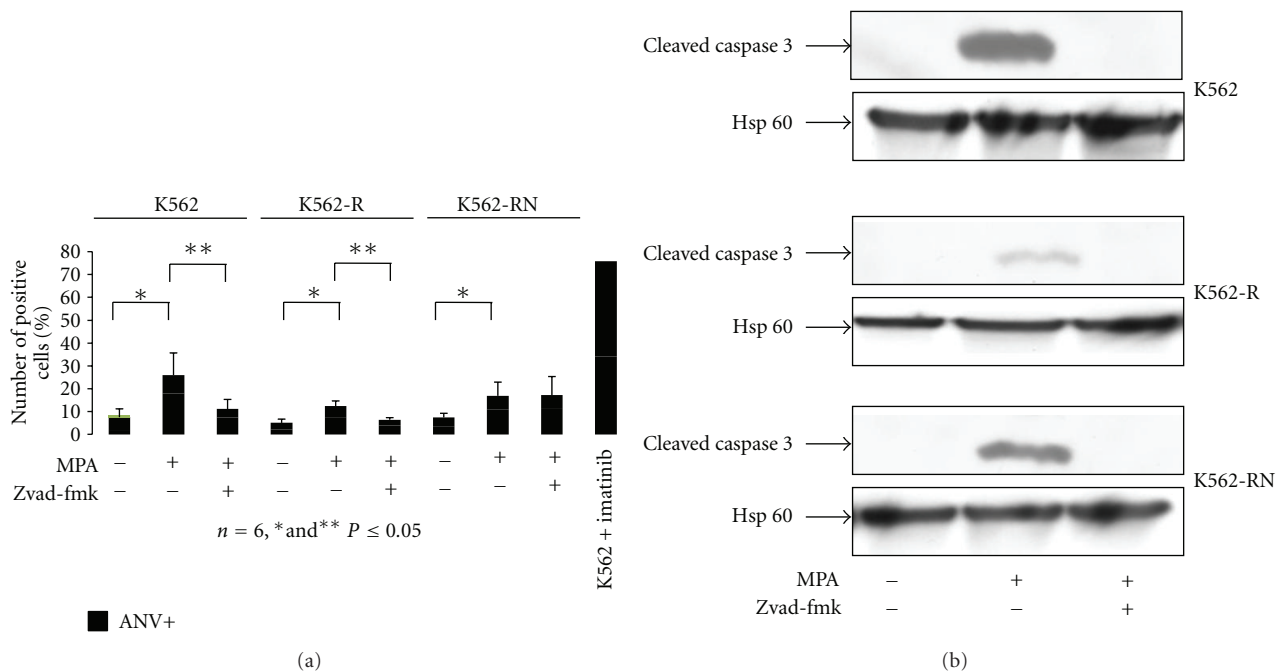 K562 K562-R K562-RN
80
70
60
50
40
30
20
10
0
Number of positive
cells (%)
* ** * ** *
MPA − + + − + + − + +
Zvad-fmk − − + − − + − − +
K562 + imatinib
n = 6, *and** P ≤ 0.05
ANV+
(a)
Cleaved caspase 3
K562
Hsp 60
Cleaved caspase 3
K562-R
Hsp 60
Cleaved caspase 3
K562-RN
Hsp 60
MPA − + +
Zvad-fmk − − +
(b)